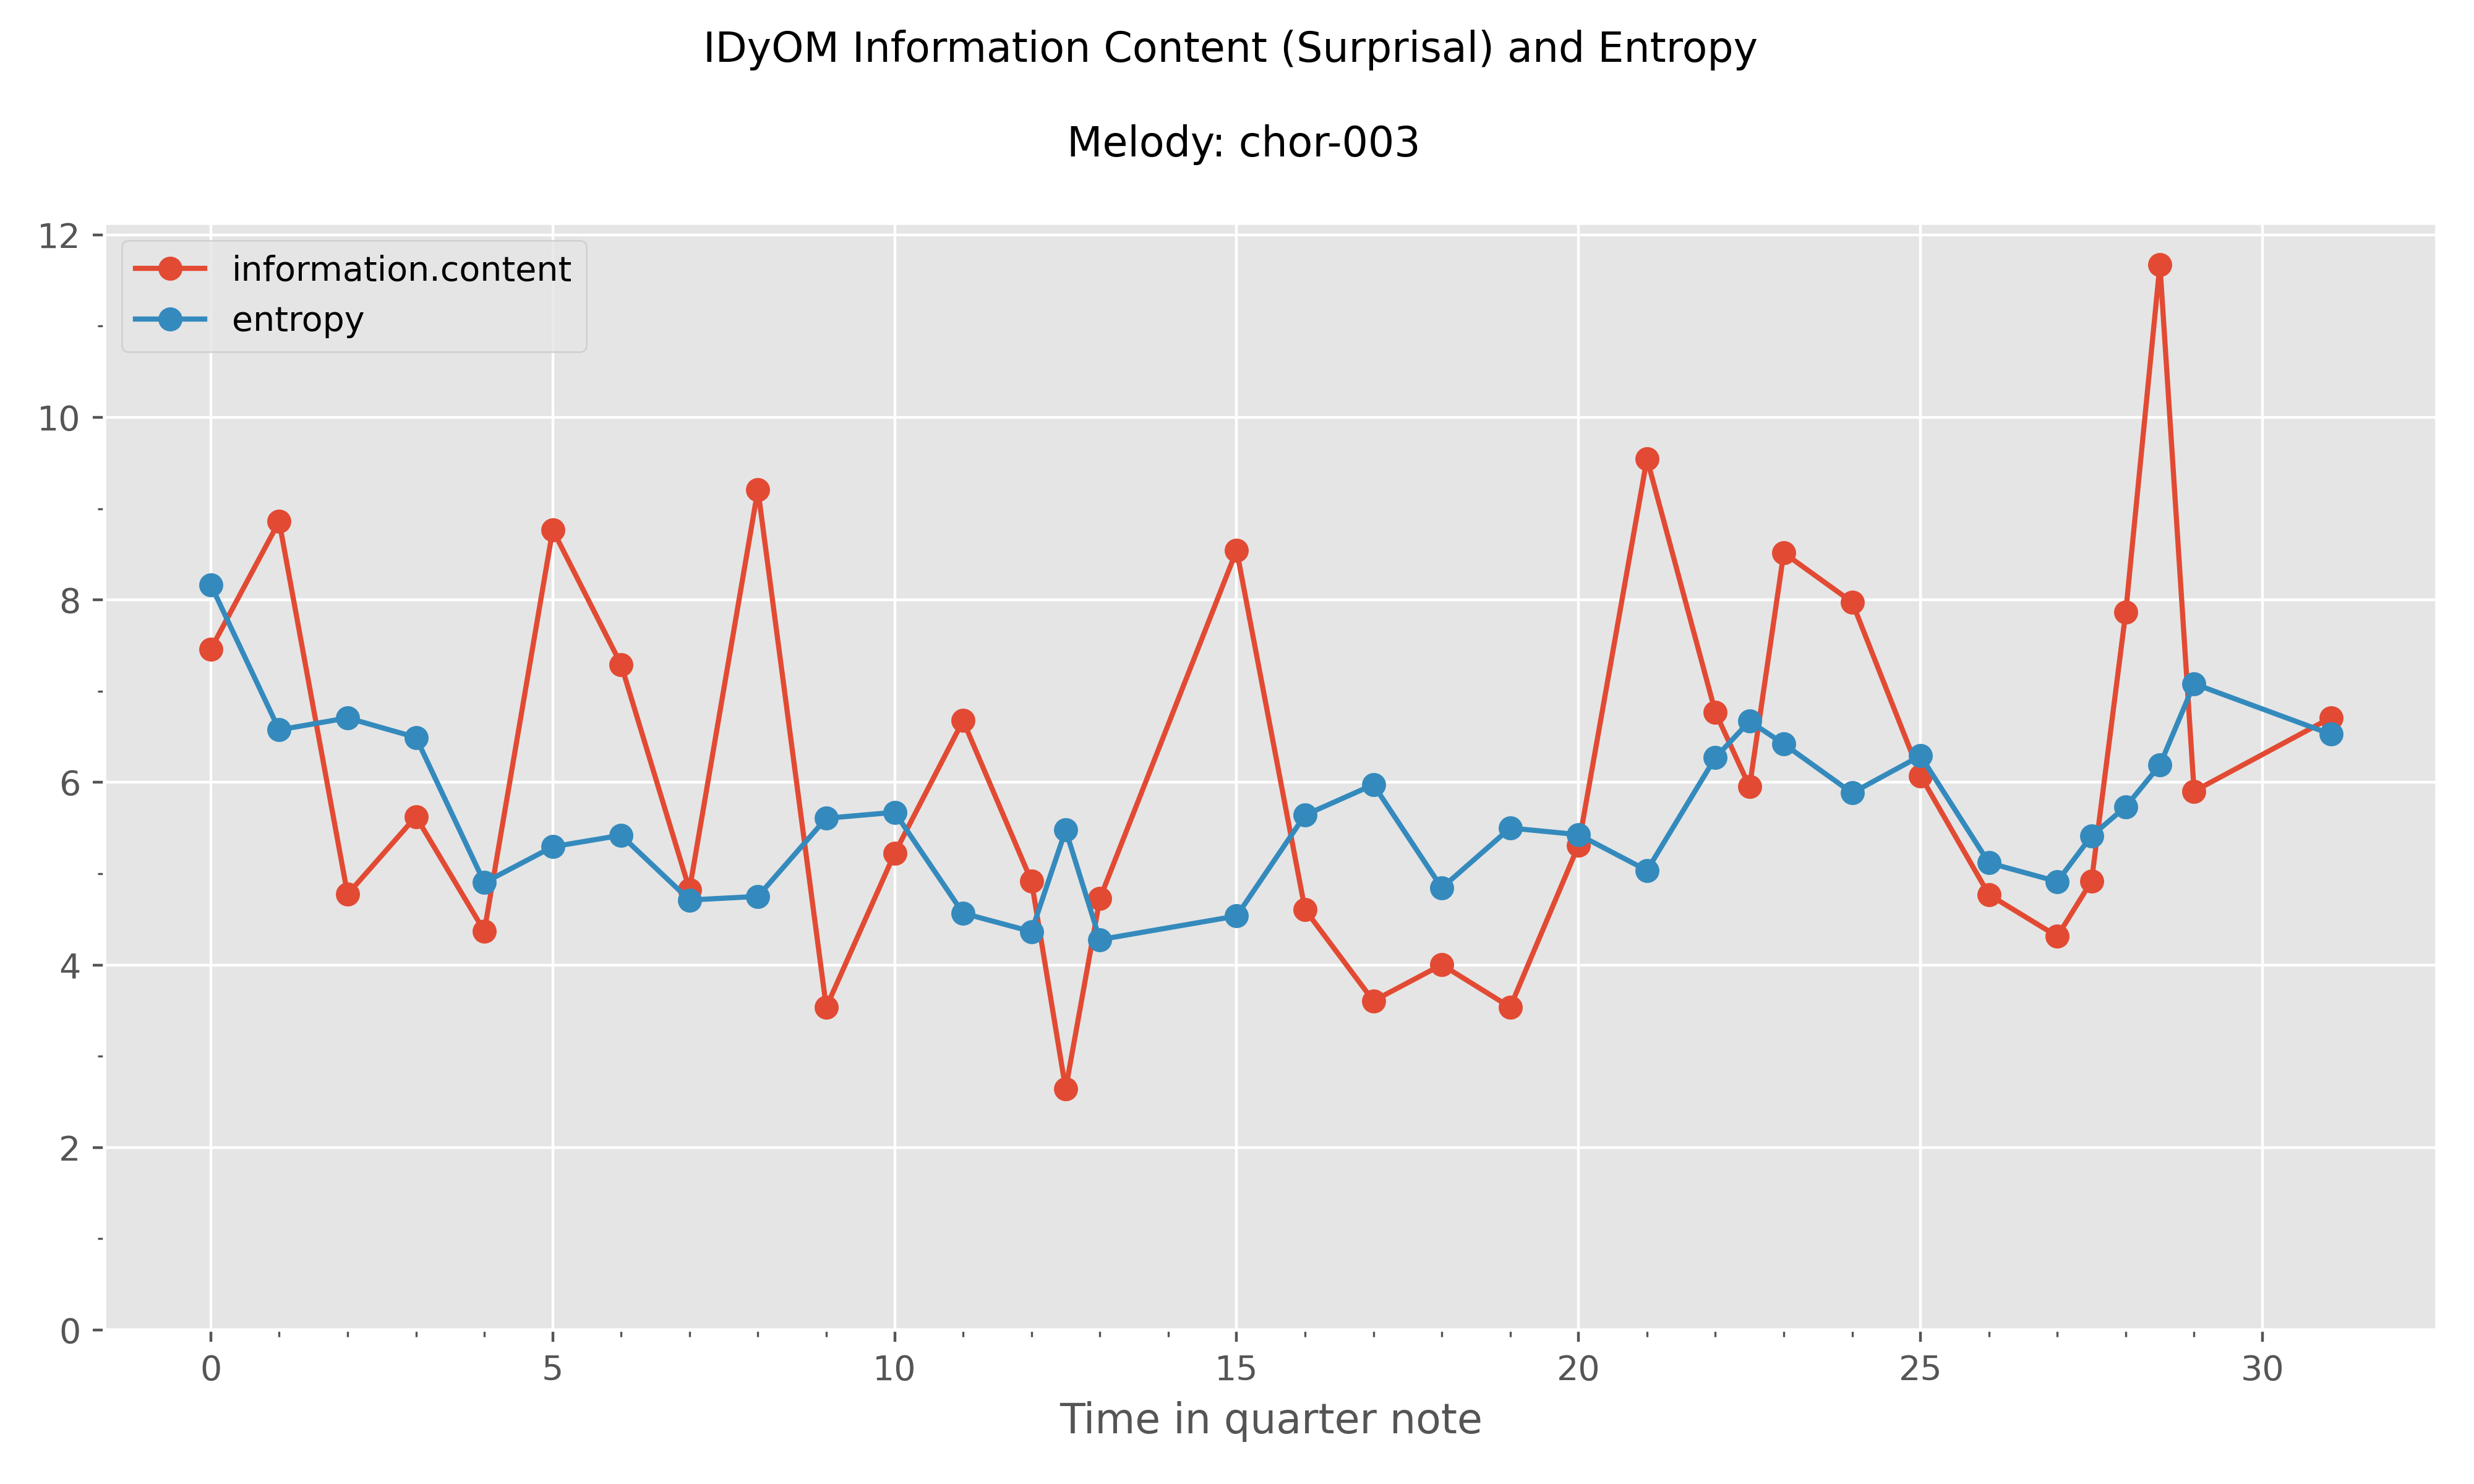 IDyOM Information Content (Surprisal) and Entropy
Melody: chor-003
12
information.content
entropy
10
8
6
4
2
0
0 5 10 15 20 25 30
Time in quarter note